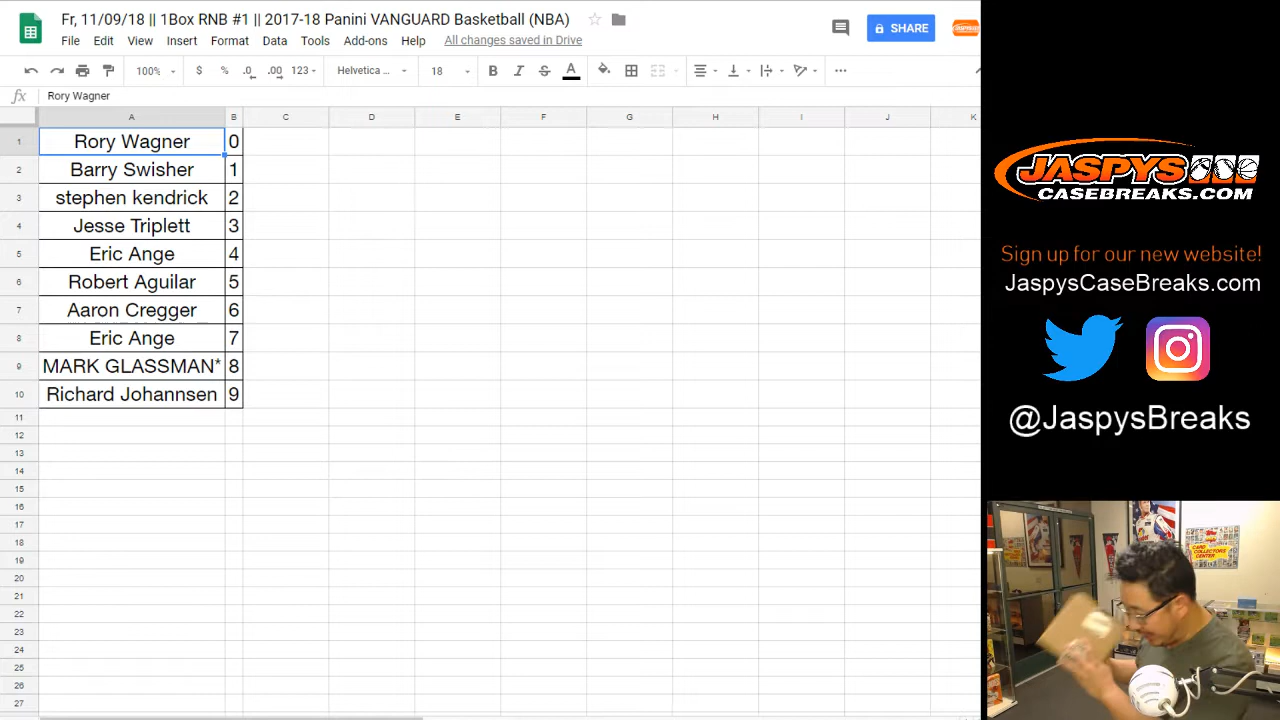 Fr, 11/09/18 || 1Box RNB #1 || 2017-18 Panini VANGUARD Basketball (NBA)
File Edit View Insert Format Data Tools Add-ons Help All changes saved in Drive
SHARE
100% $ % .0 .00 123 Helvetica ... 18 B I S A
fx Rory Wagner
A B C D E F G H I J K
1 Rory Wagner 0
2 Barry Swisher 1
3 stephen kendrick 2
4 Jesse Triplett 3
5 Eric Ange 4
6 Robert Aguilar 5
7 Aaron Cregger 6
8 Eric Ange 7
9 MARK GLASSMAN* 8
10 Richard Johannsen 9
11
12
13
14
15
16
17
18
19
20
21
22
23
24
25
26
27
JASPYS
CASEBREAKS.COM
Sign up for our new website!
JaspysCaseBreaks.com
@JaspysBreaks
CARD
COLLECTORS
CENTER